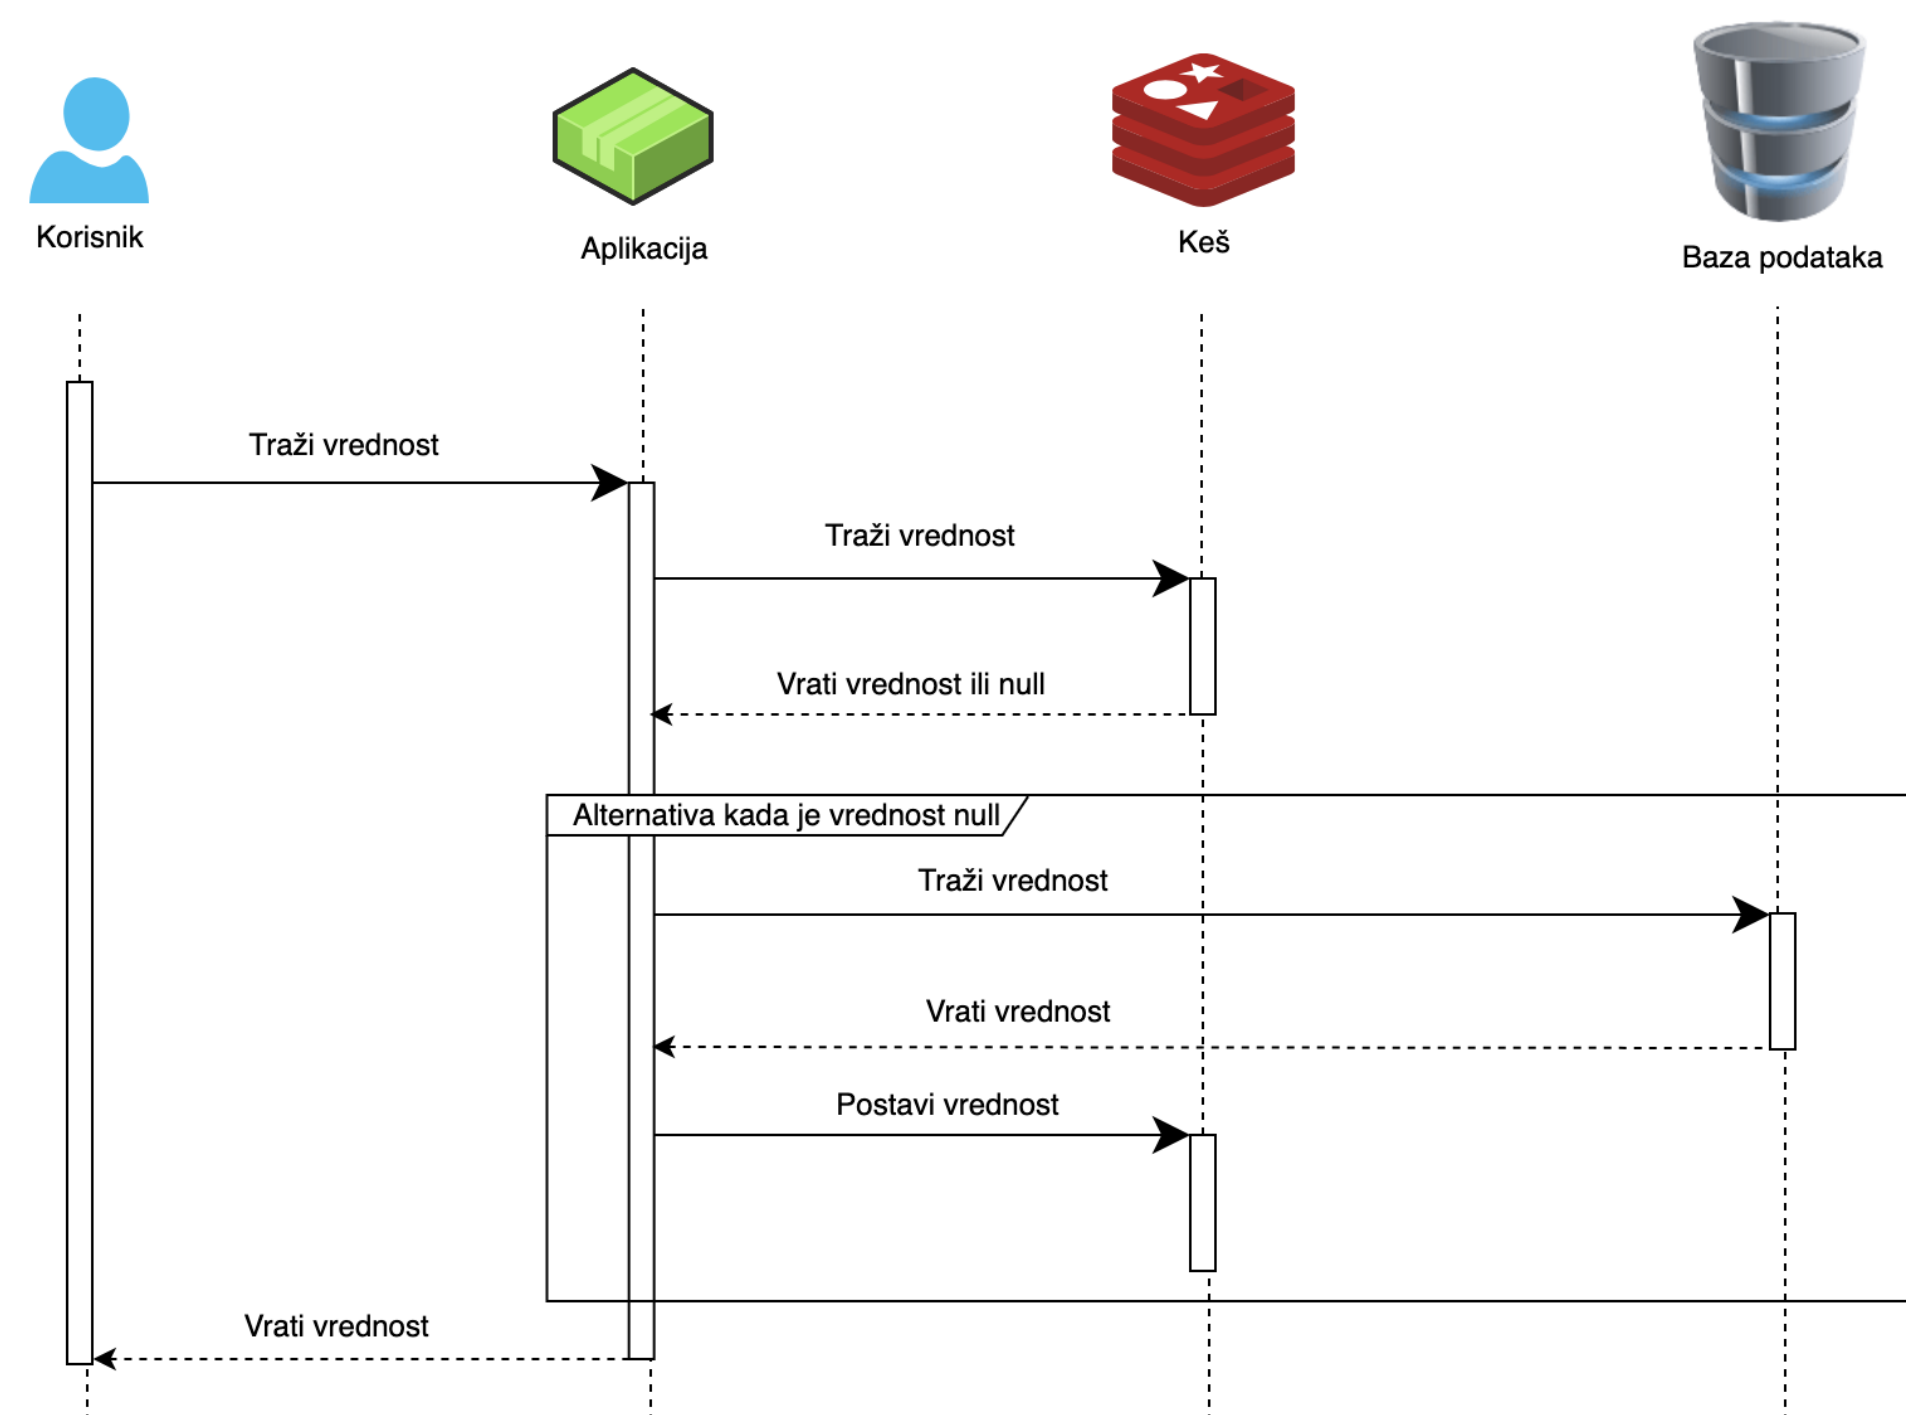 Korisnik
Aplikacija
Keš
Baza podataka
Traži vrednost
Traži vrednost
Vrati vrednost ili null
Alternativa kada je vrednost null
Traži vrednost
Vrati vrednost
Postavi vrednost
Vrati vrednost